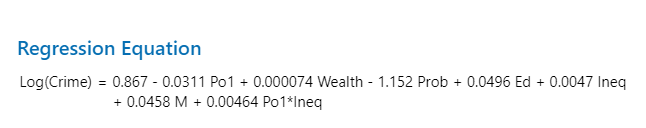 Regression Equation
Log(Crime) = 0.867 - 0.0311 Po1 + 0.000074 Wealth - 1.152 Prob + 0.0496 Ed + 0.0047 Ineq
+ 0.0458 M + 0.00464 Po1*Ineq